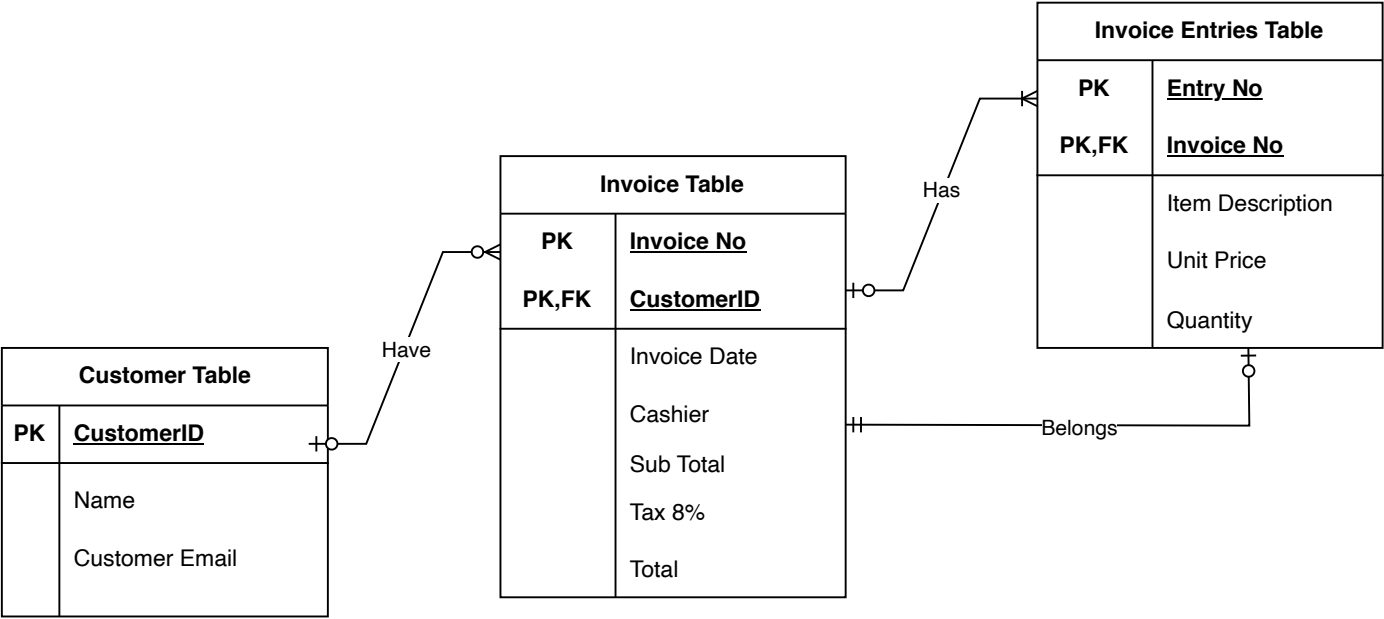 Invoice Entries Table
PK Entry No
PK,FK Invoice No
Item Description
Unit Price
Quantity
Has
Invoice Table
PK Invoice No
PK,FK CustomerID
Invoice Date
Cashier
Sub Total
Tax 8%
Total
Belongs
Have
Customer Table
PK CustomerID
Name
Customer Email